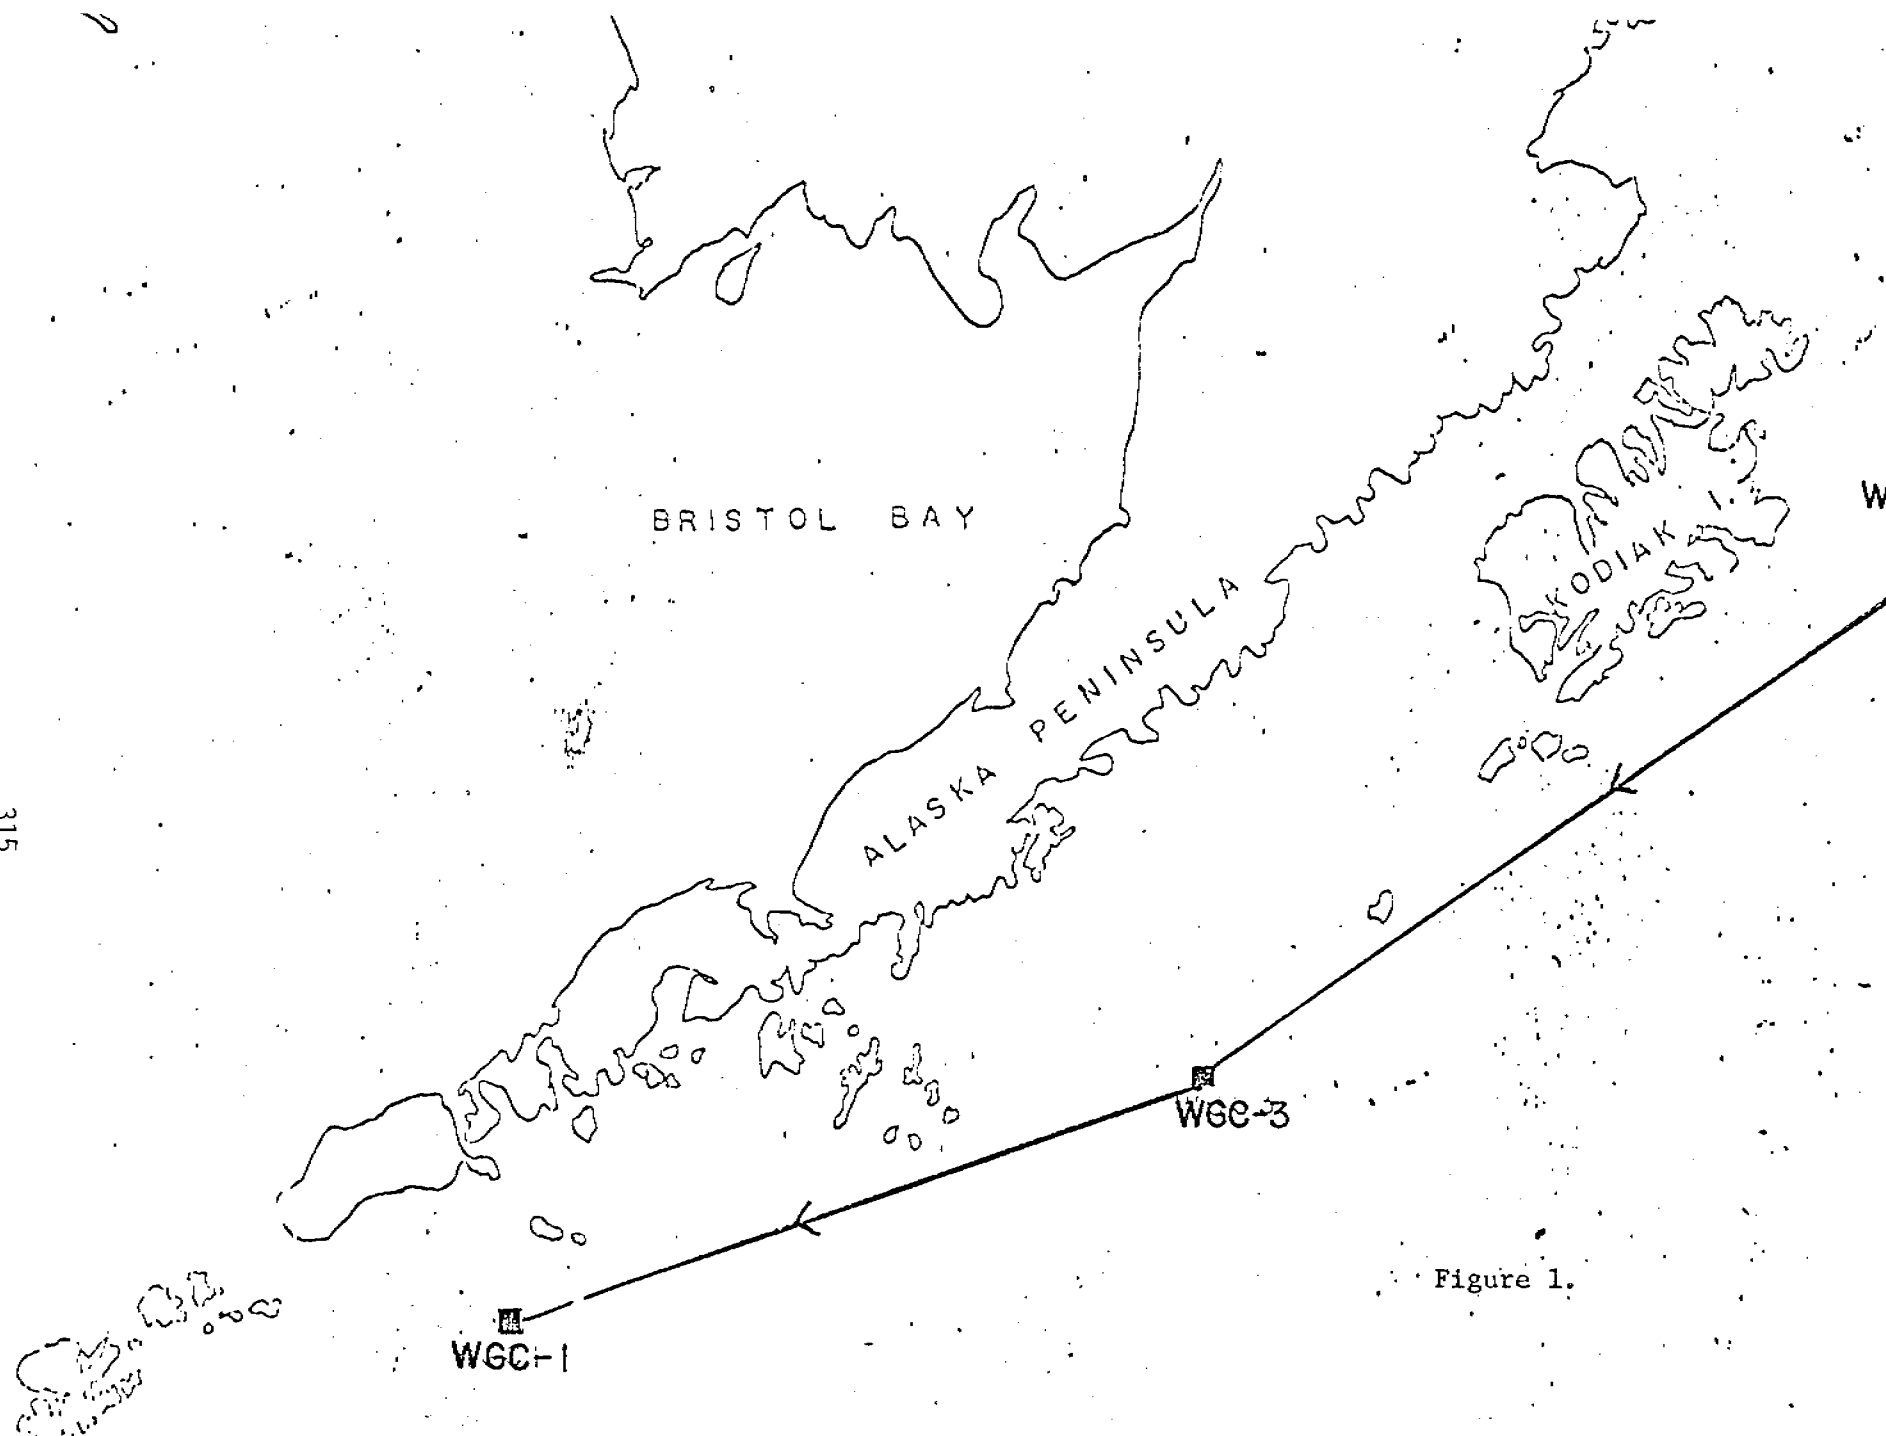 BRISTOL BAY
KODIAK
ALASKA PENINSULA
W
315
WGC-3
Figure 1.
WGC-1